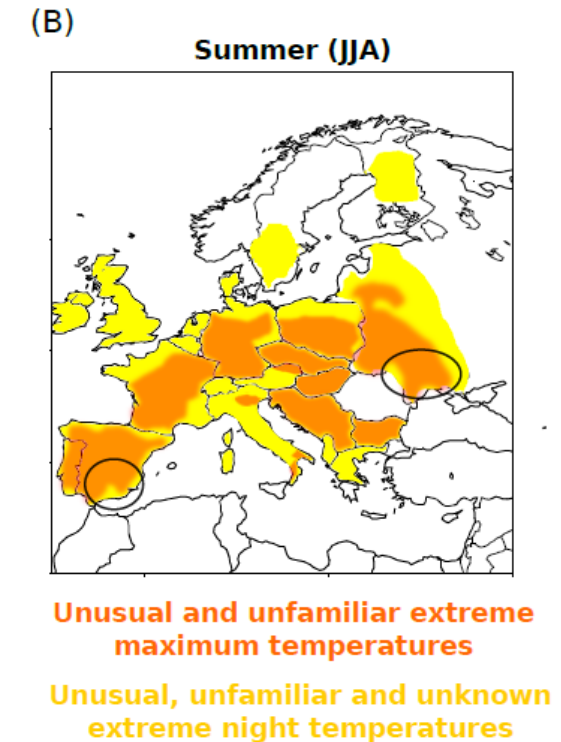 (B)
Summer (JJA)
Unusual and unfamiliar extreme
maximum temperatures
Unusual, unfamiliar and unknown
extreme night temperatures